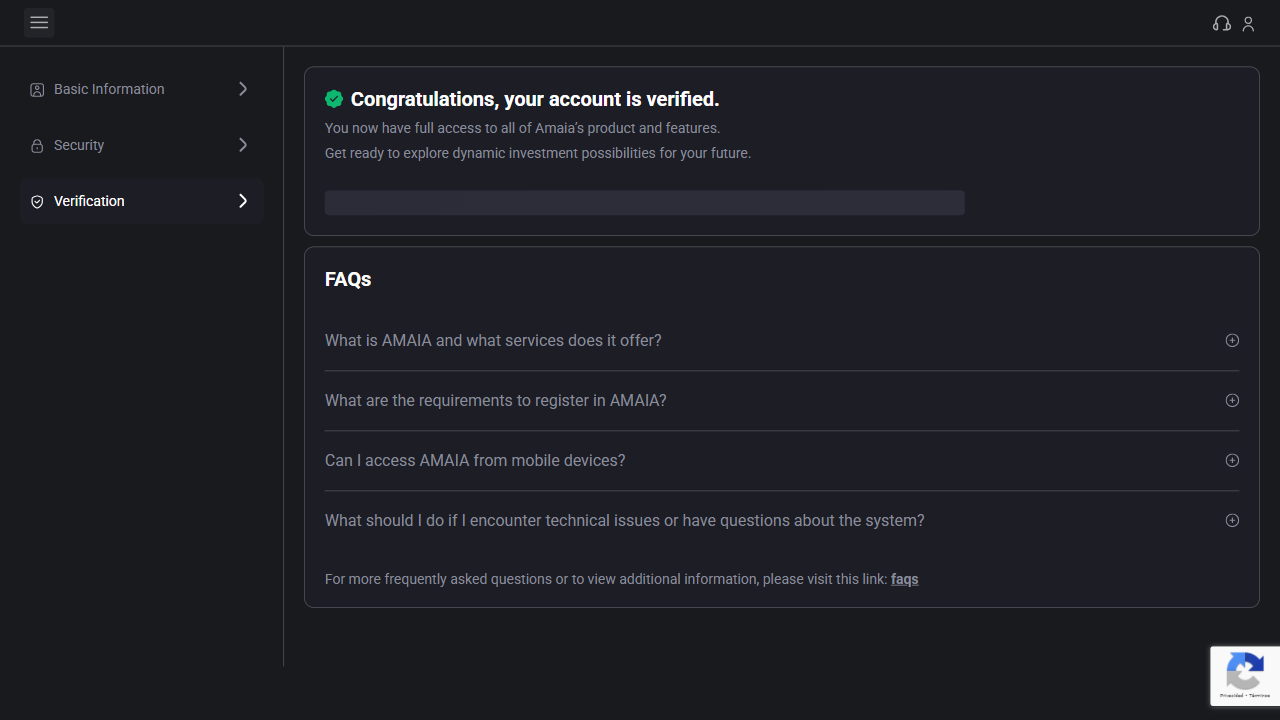 Basic Information
Security
Verification
Congratulations, your account is verified.
You now have full access to all of Amaia's product and features.
Get ready to explore dynamic investment possibilities for your future.
FAQs
What is AMAIA and what services does it offer?
What are the requirements to register in AMAIA?
Can I access AMAIA from mobile devices?
What should I do if I encounter technical issues or have questions about the system?
For more frequently asked questions or to view additional information, please visit this link: faqs
Privacidad - Términos